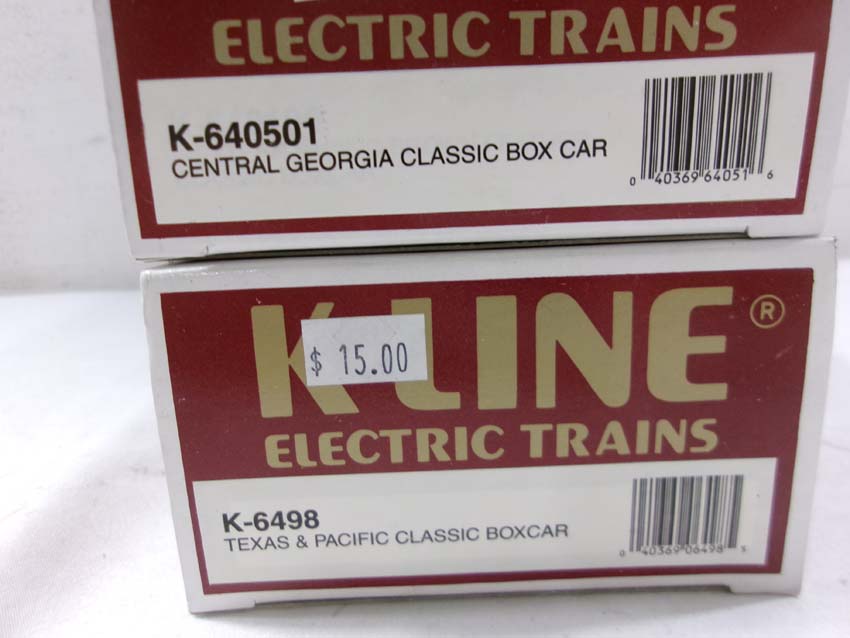 ELECTRIC TRAINS
K-640501
CENTRAL GEORGIA CLASSIC BOX CAR
0 40369 64051 6
K-LINE ®
$ 15.00
ELECTRIC TRAINS
K-6498
TEXAS & PACIFIC CLASSIC BOXCAR
0 40369 06498 5